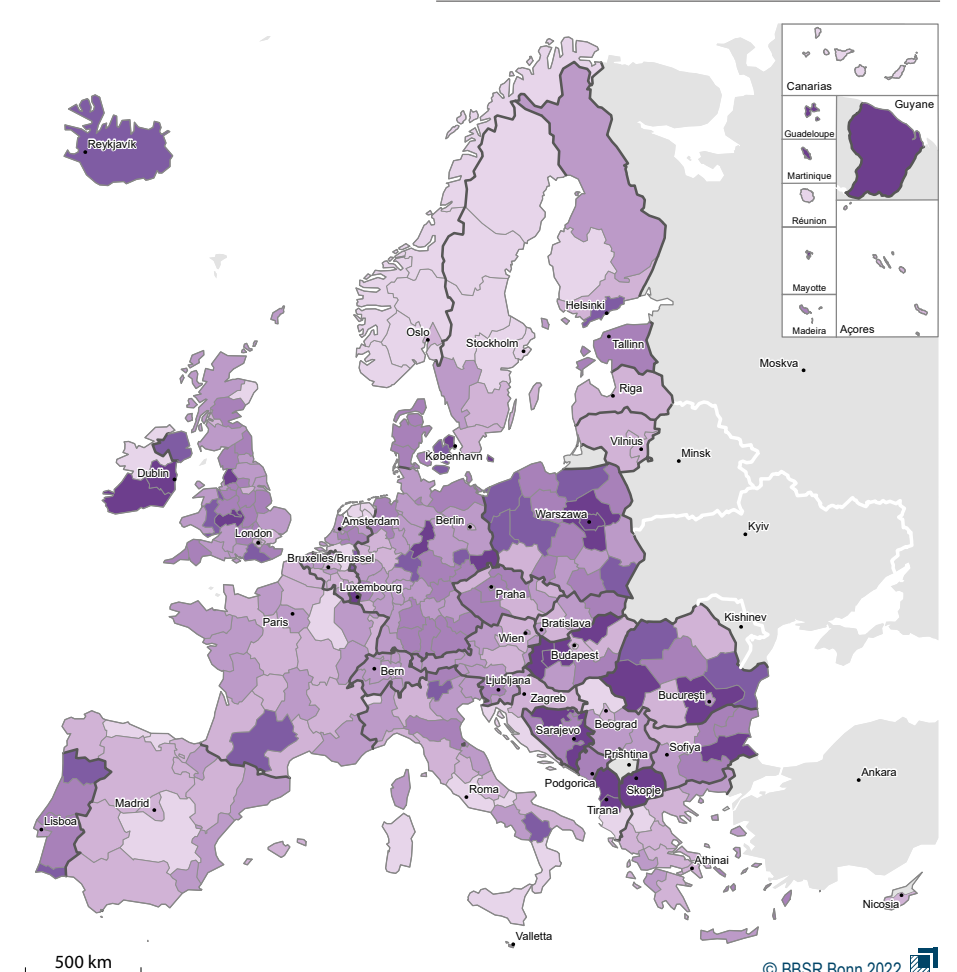 Canarias
Guyane
Guadeloupe
Martinique
Réunion
Mayotte
Madeira
Açores
Reykjavík
Helsinki
Oslo
Stockholm
Tallinn
Moskva
Riga
Vilnius
Minsk
København
Dublin
Amsterdam
Berlin
Warszawa
Kyiv
London
Bruxelles/Brussel
Luxembourg
Praha
Paris
Kishinev
Bratislava
Wien
Budapest
Bern
Ljubljana
Zagreb
București
Beograd
Sarajevo
Prishtina
Sofiya
Ankara
Podgorica
Skopje
Roma
Madrid
Tirana
Lisboa
Athinai
Nicosia
Valletta
500 km
© BBSR Bonn 2022